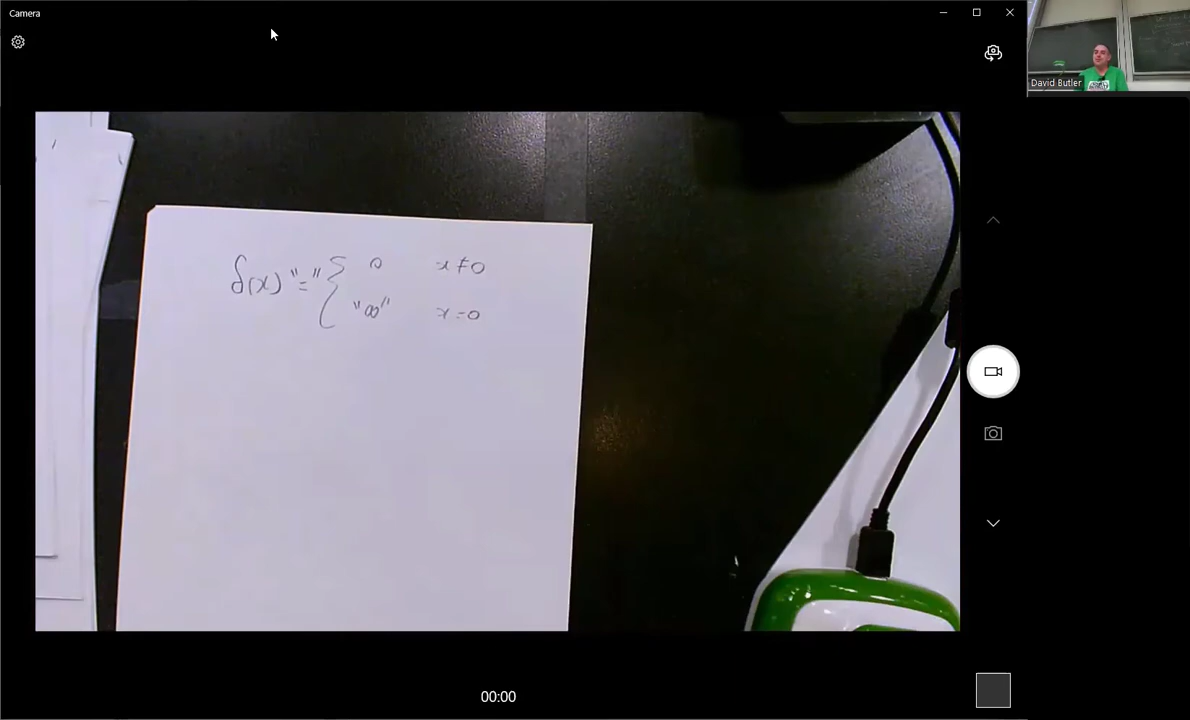 Camera
David Butler
δ(x) "=" { 0 x ≠ 0
"∞" x = 0
00:00